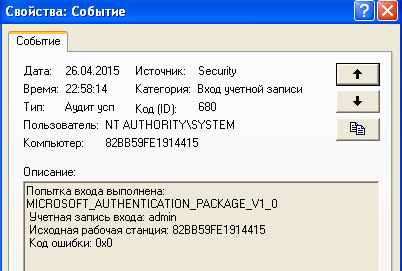 Свойства: Событие
Событие
Дата: 26.04.2015 Источник: Security
Время: 22:58:14 Категория: Вход учетной записи
Тип: Аудит усп Код (ID): 680
Пользователь: NT AUTHORITY\SYSTEM
Компьютер: 82BB59FE1914415
Описание:
Попытка входа выполнена:
MICROSOFT_AUTHENTICATION_PACKAGE_V1_0
Учетная запись входа: admin
Исходная рабочая станция: 82BB59FE1914415
Код ошибки: 0x0